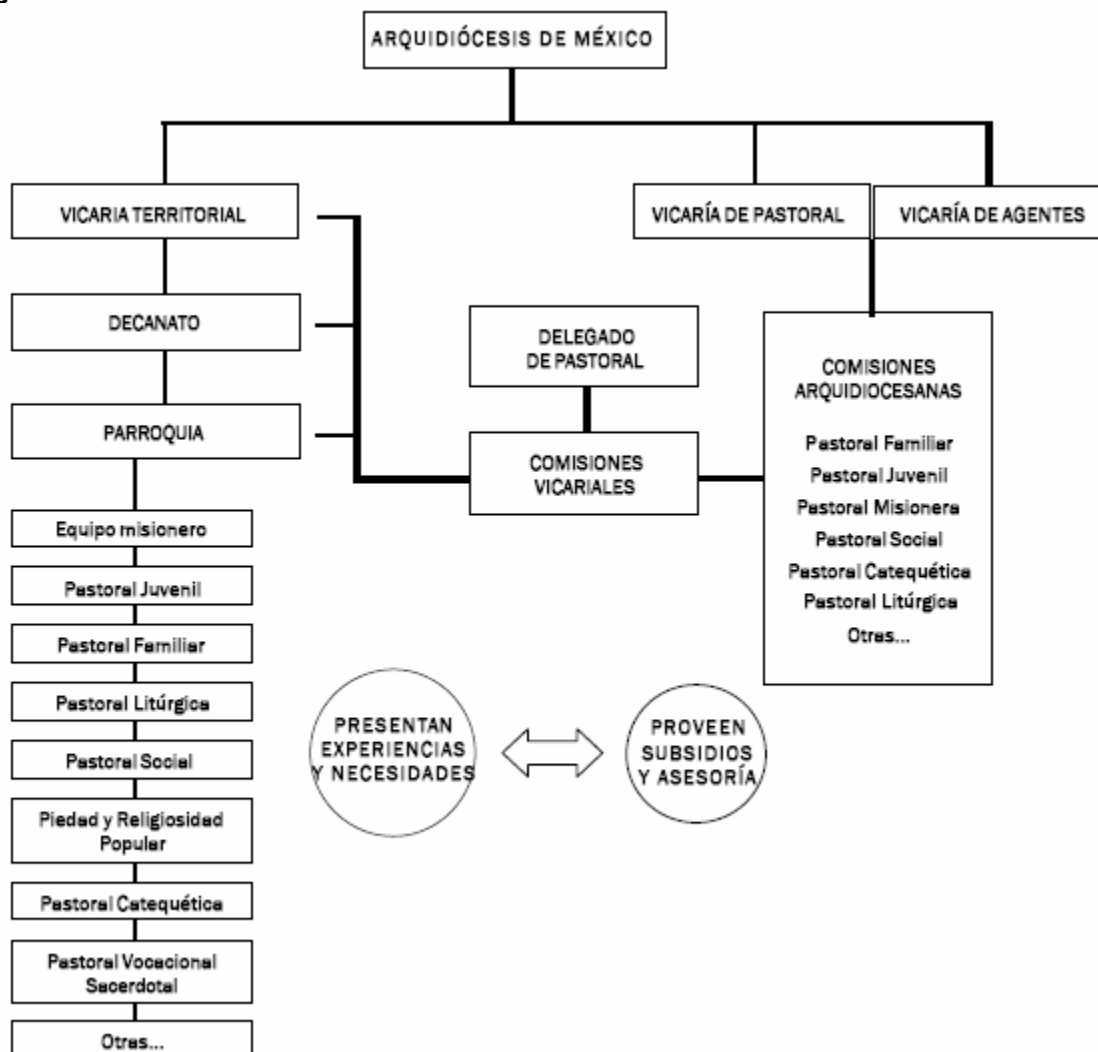 ARQUIDIÓCESIS DE MÉXICO
VICARIA TERRITORIAL
VICARÍA DE PASTORAL
VICARÍA DE AGENTES
DECANATO
DELEGADO
DE PASTORAL
COMISIONES
ARQUIDIOCESANAS
Pastoral Familiar
Pastoral Juvenil
Pastoral Misionera
Pastoral Social
Pastoral Catequética
Pastoral Litúrgica
Otras...
PARROQUIA
COMISIONES
VICARIALES
Equipo misionero
Pastoral Juvenil
Pastoral Familiar
Pastoral Litúrgica
Pastoral Social
Piedad y Religiosidad
Popular
Pastoral Catequética
Pastoral Vocacional
Sacerdotal
Otras...
PRESENTAN
EXPERIENCIAS
Y NECESIDADES
PROVEEN
SUBSIDIOS
Y ASESORÍA